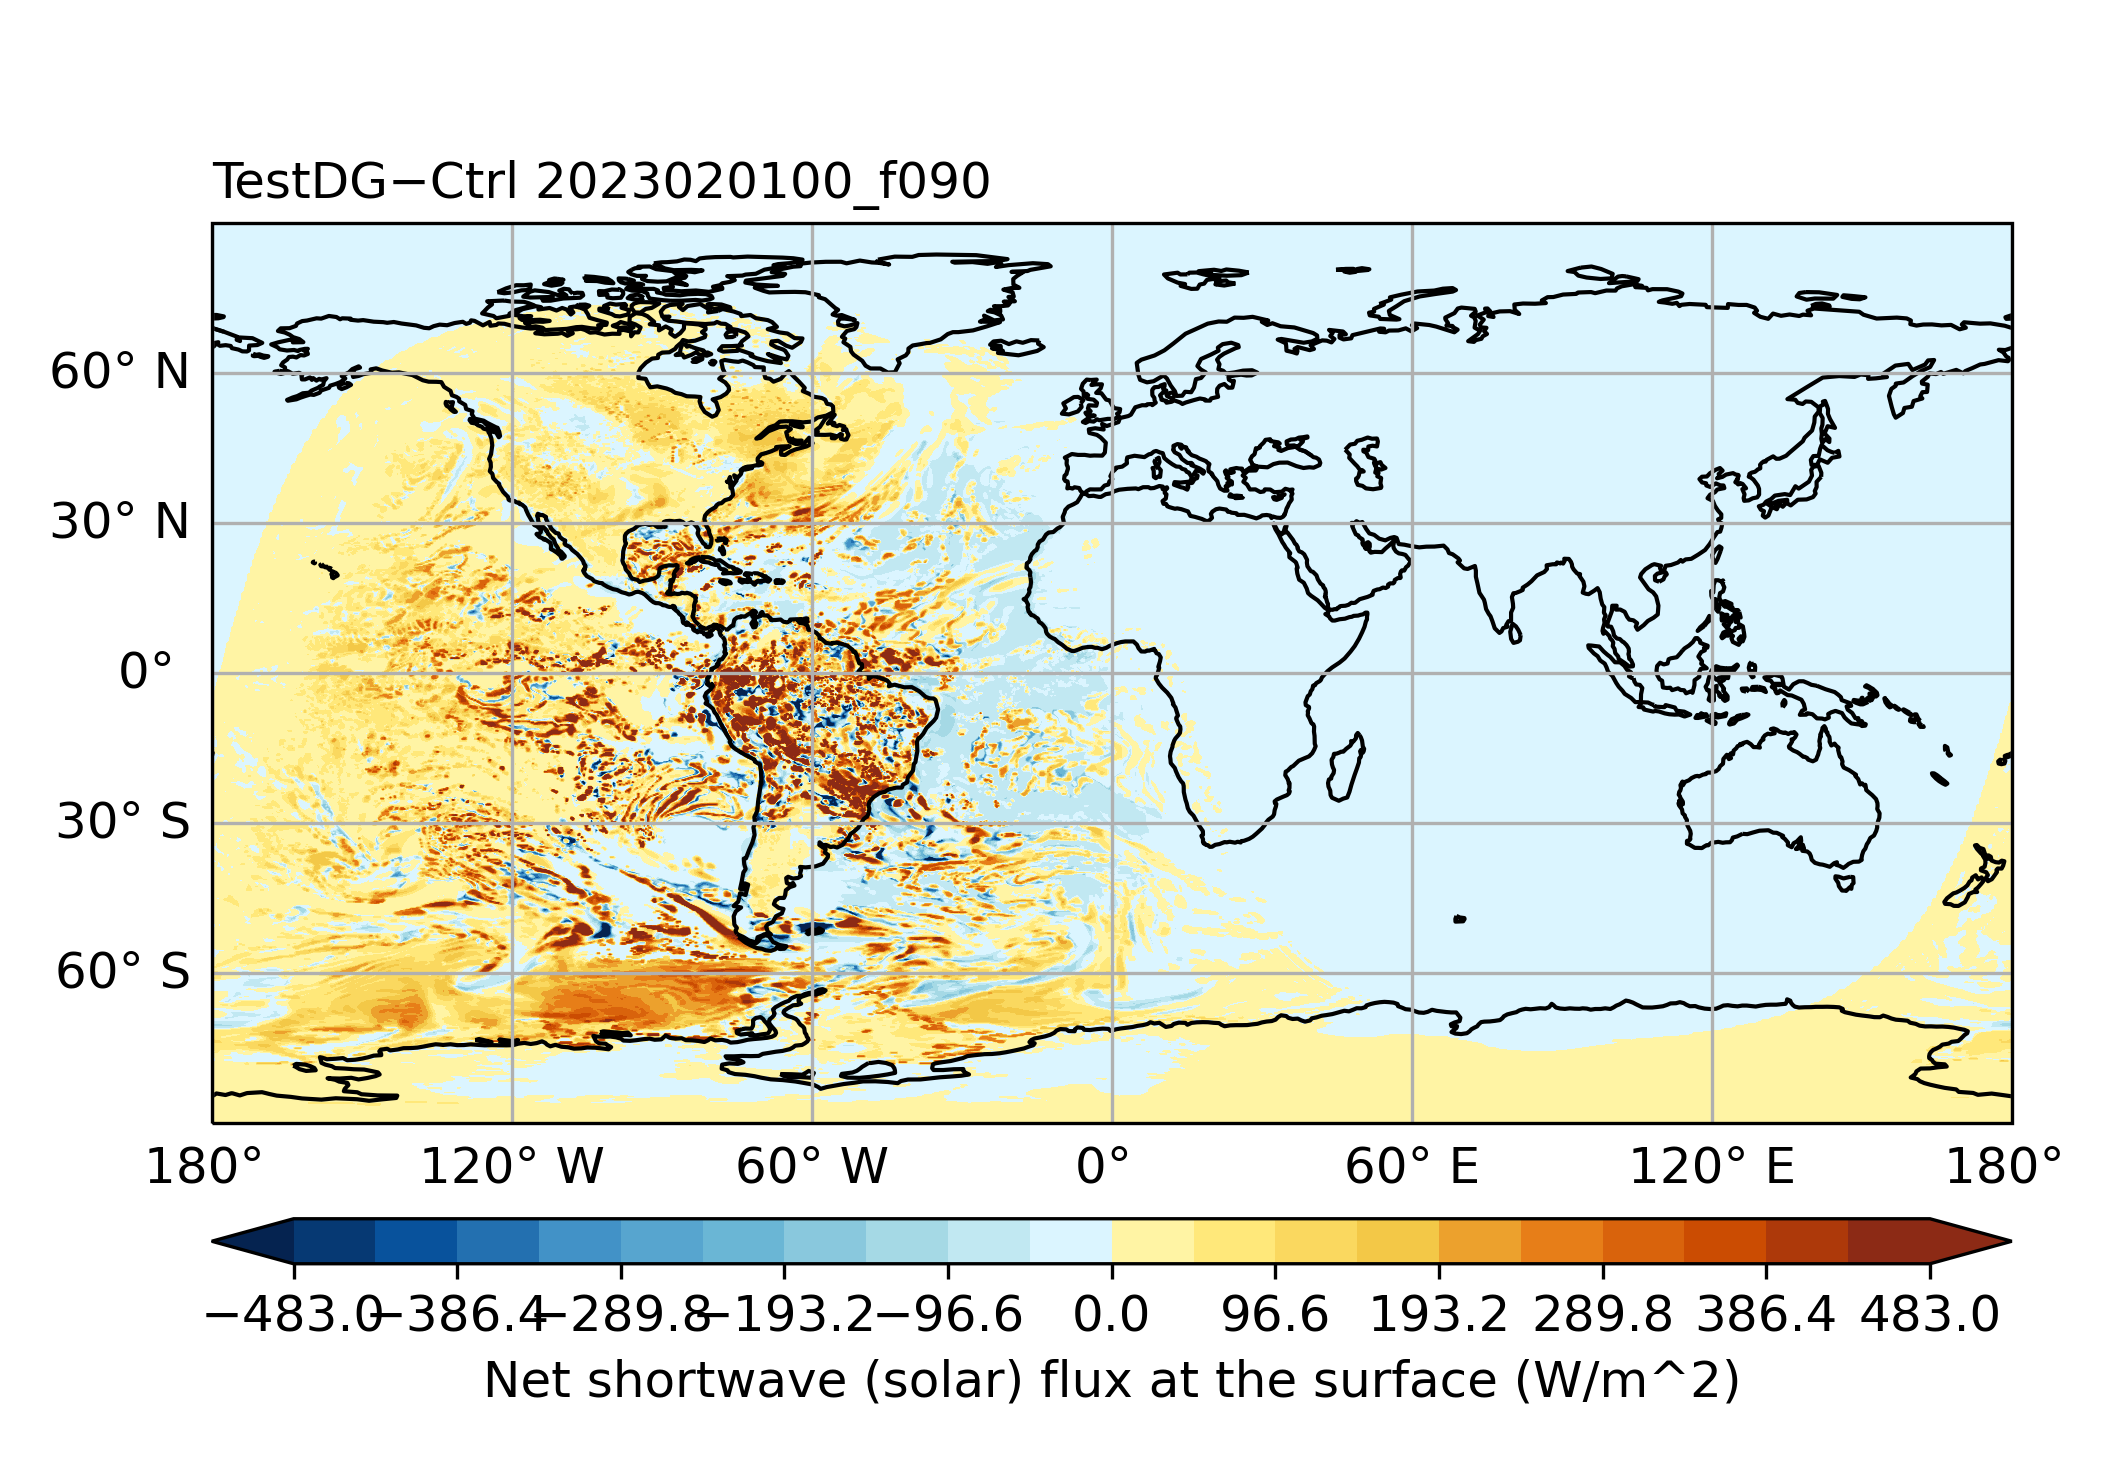 TestDG−Ctrl 2023020100_f090
60° N
30° N
0°
30° S
60° S
180° 120° W 60° W 0° 60° E 120° E 180°
−483.0 −386.4 −289.8 −193.2 −96.6 0.0 96.6 193.2 289.8 386.4 483.0
Net shortwave (solar) flux at the surface (W/m^2)